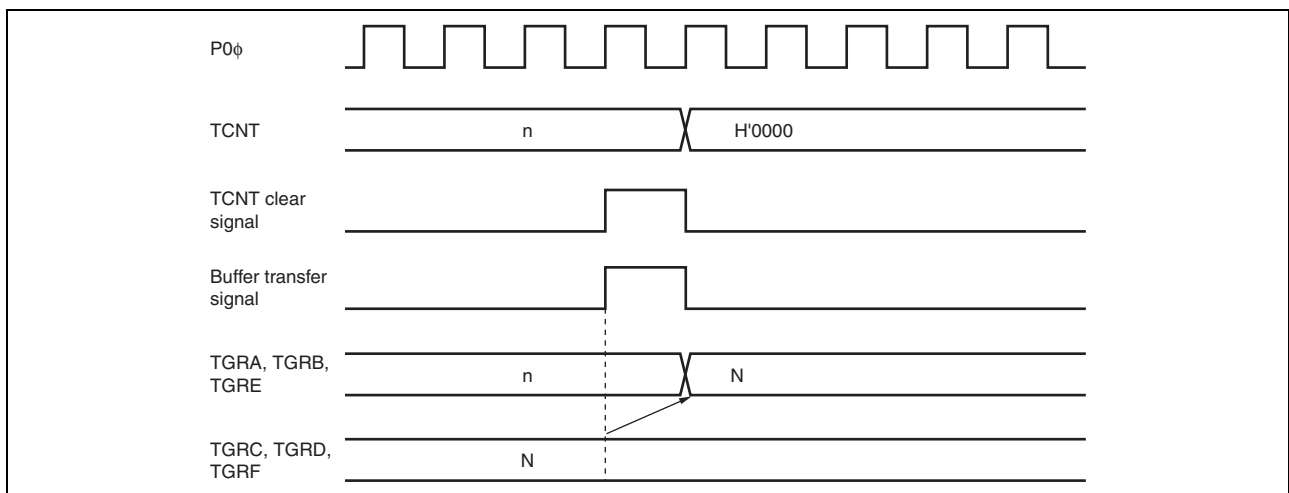 P0ϕ
TCNT
n
H'0000
TCNT clear
signal
Buffer transfer
signal
TGRA, TGRB,
TGRE
n
N
TGRC, TGRD,
TGRF
N